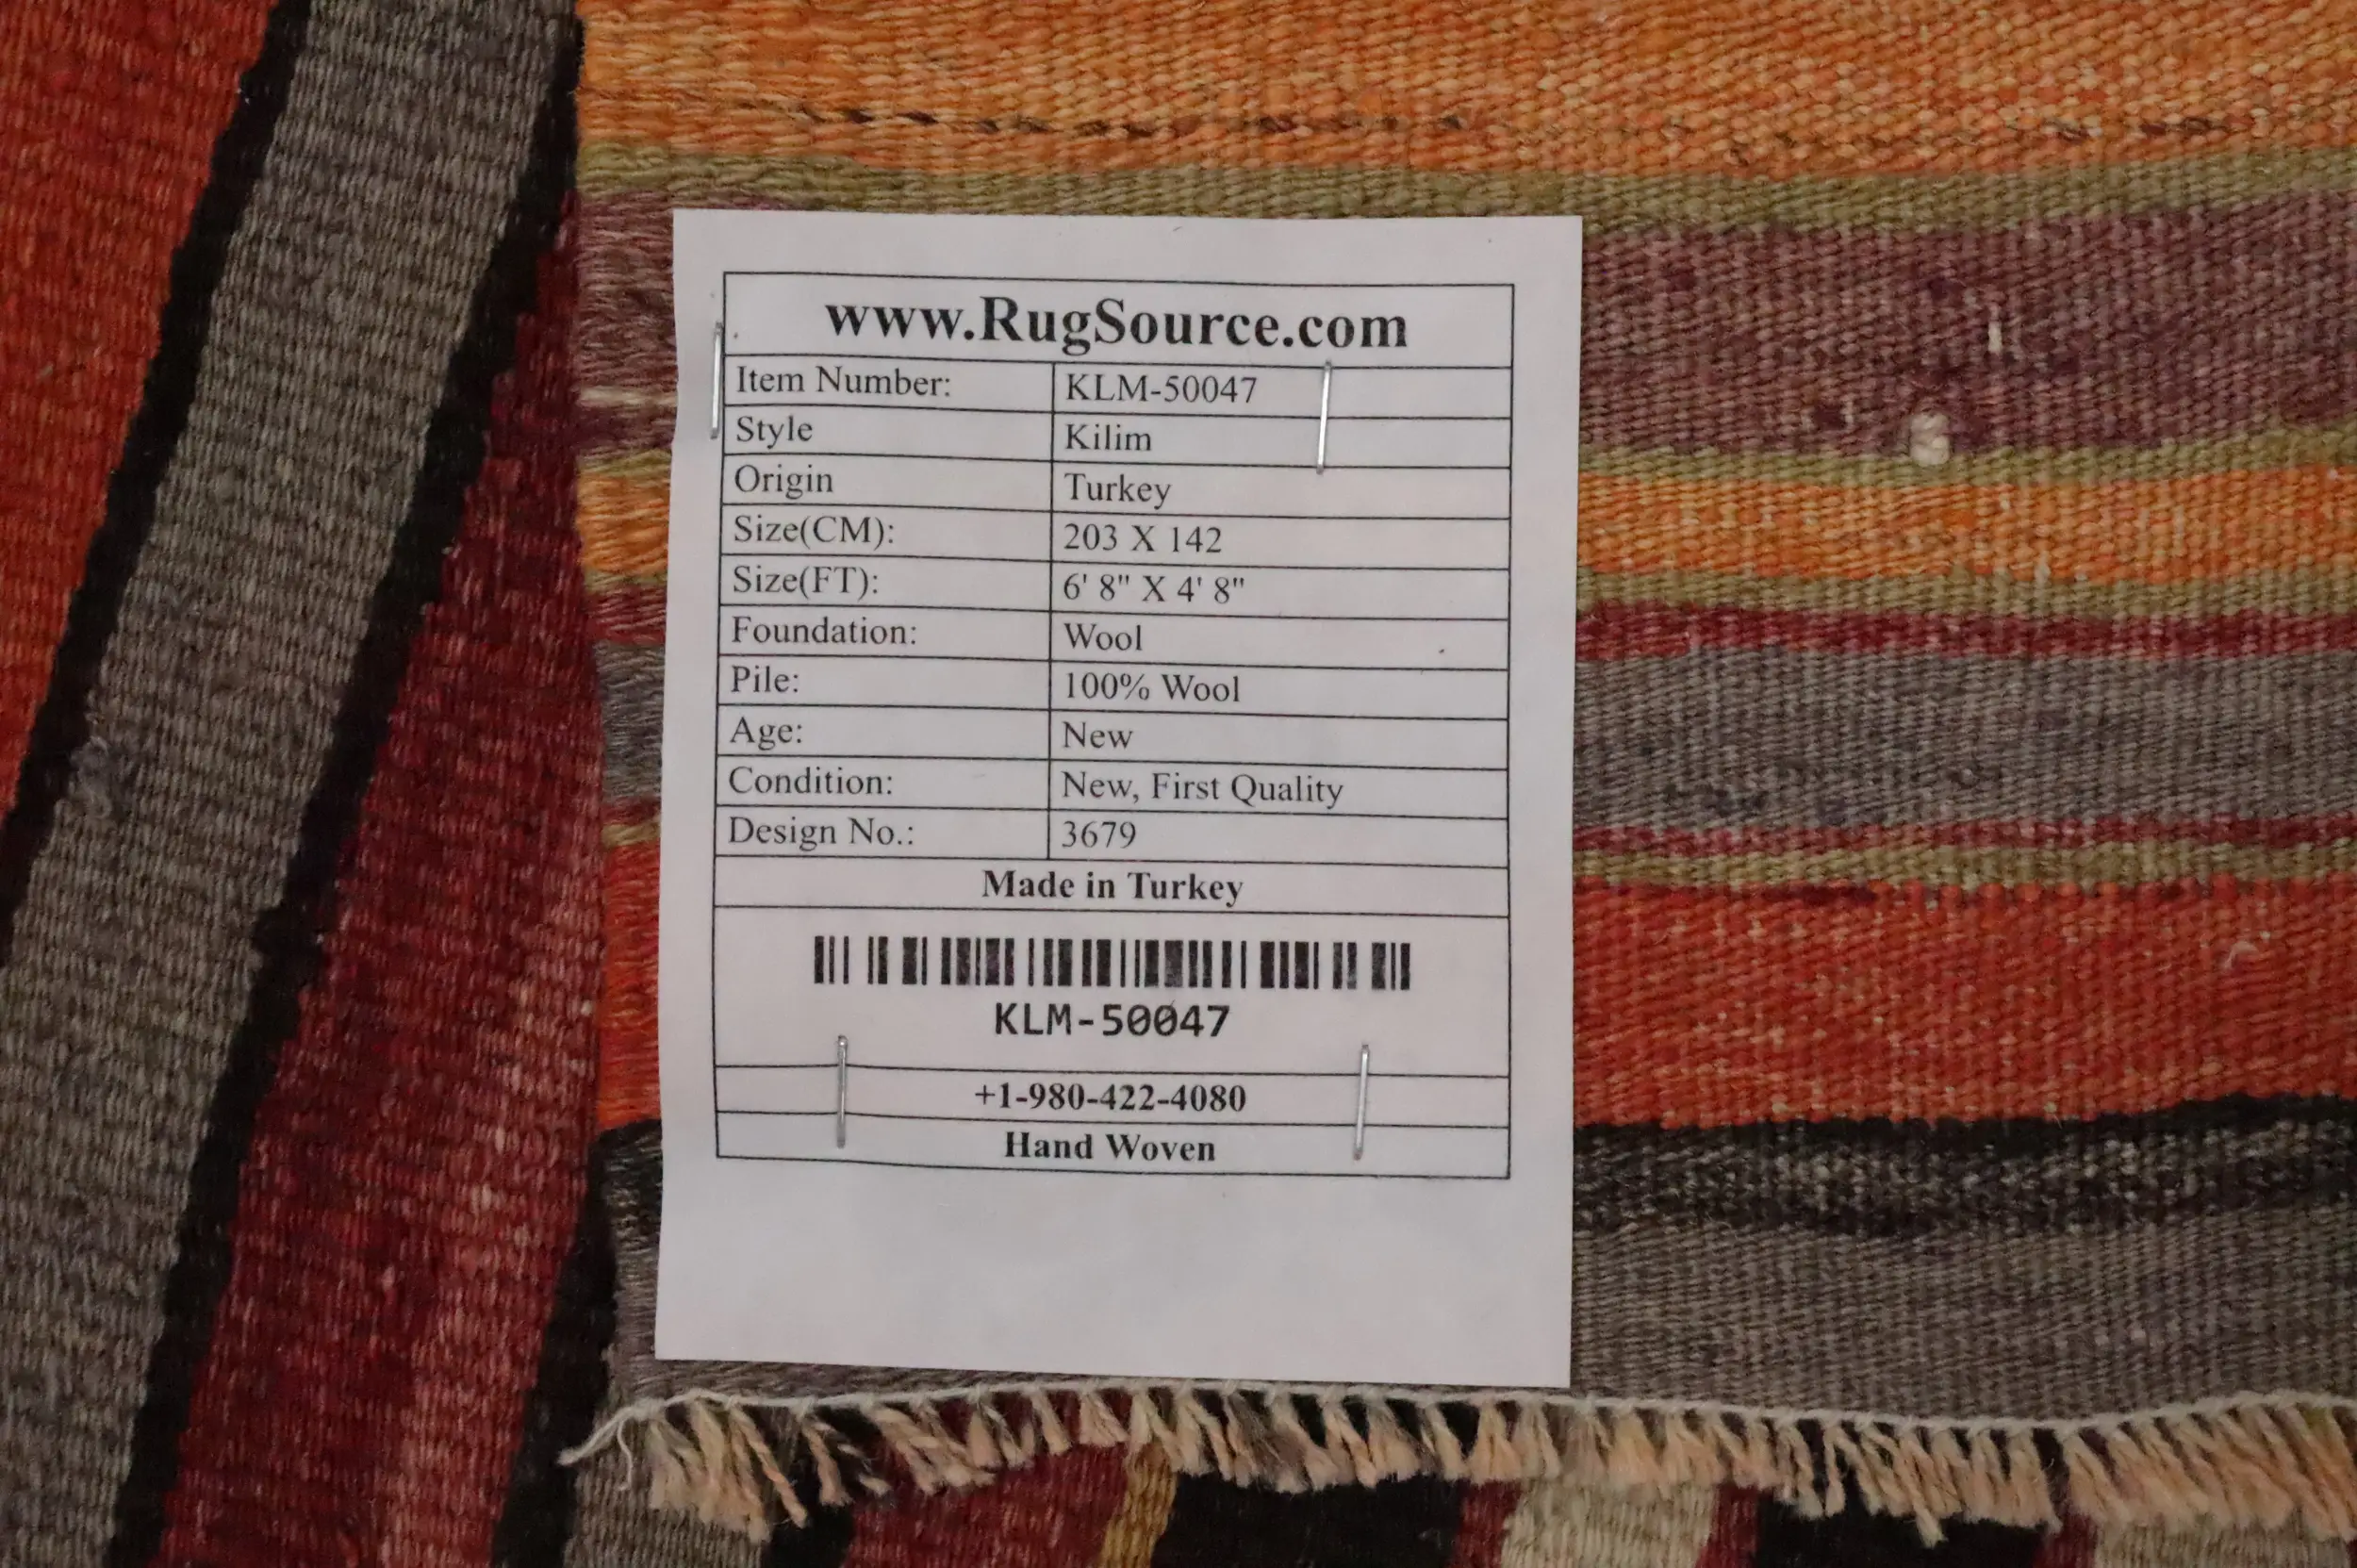 www.RugSource.com
Item Number: KLM-50047
Style Kilim
Origin Turkey
Size(CM): 203 X 142
Size(FT): 6' 8" X 4' 8"
Foundation: Wool
Pile: 100% Wool
Age: New
Condition: New, First Quality
Design No.: 3679
Made in Turkey
KLM-50047
+1-980-422-4080
Hand Woven